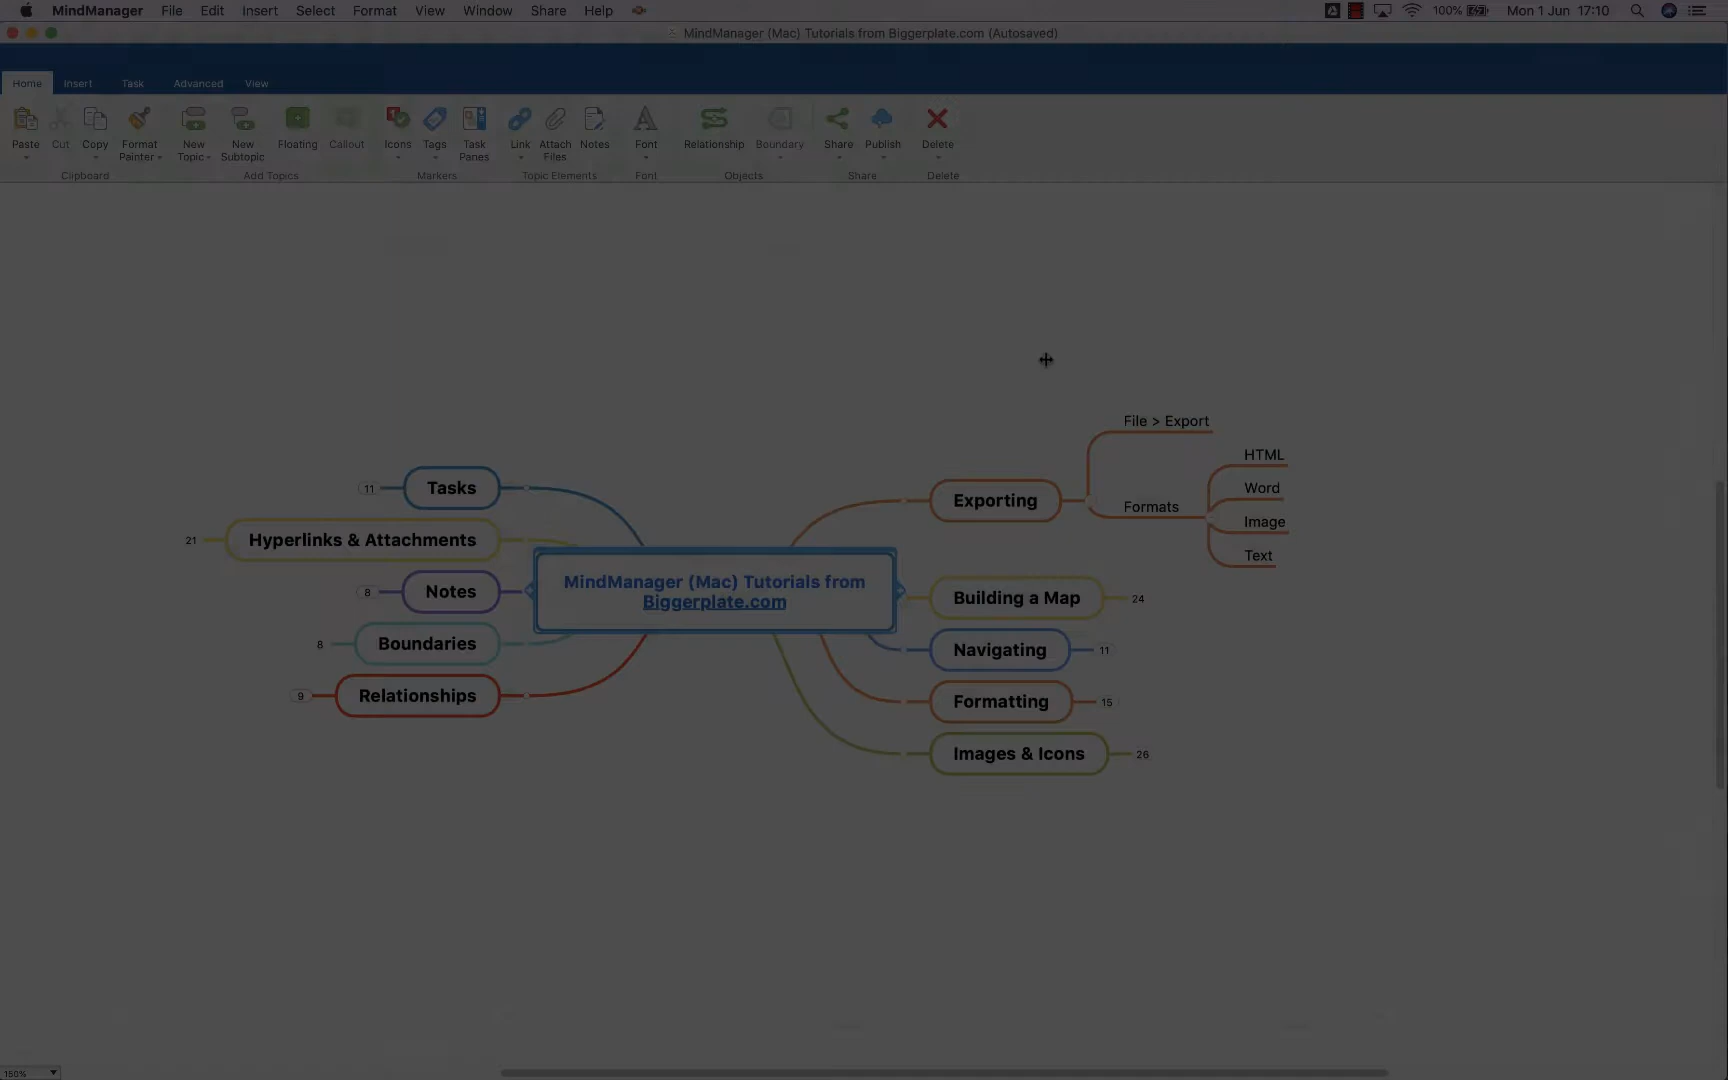 MindManager File Edit Insert Select Format View Window Share Help 100% Mon 1 Jun 17:10
MindManager (Mac) Tutorials from Biggerplate.com (Autosaved)
Home Insert Task Advanced View
Paste Cut Copy Format Painter New Topic New Subtopic Floating Callout Icons Tags Task Panes Link Attach Files Notes Font Relationship Boundary Share Publish Delete
Clipboard Add Topics Markers Topic Elements Font Objects Share Delete
File > Export
HTML
Word
Image
Text
Formats
Exporting
Tasks
11
Hyperlinks & Attachments
21
Notes
8
Boundaries
8
Relationships
9
MindManager (Mac) Tutorials from
Biggerplate.com
Building a Map
24
Navigating
11
Formatting
15
Images & Icons
26
150%